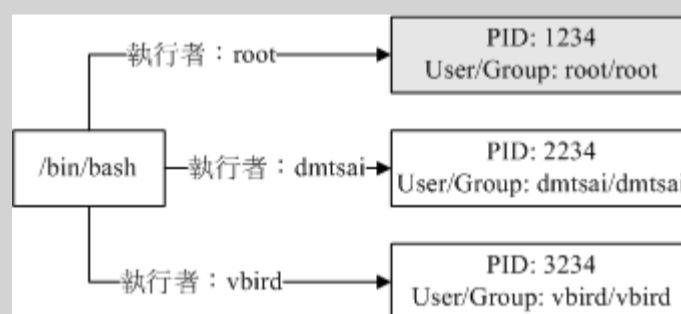 執行者：root
PID: 1234
User/Group: root/root
/bin/bash
執行者：dmtsai
PID: 2234
User/Group: dmtsai/dmtsai
執行者：vbird
PID: 3234
User/Group: vbird/vbird